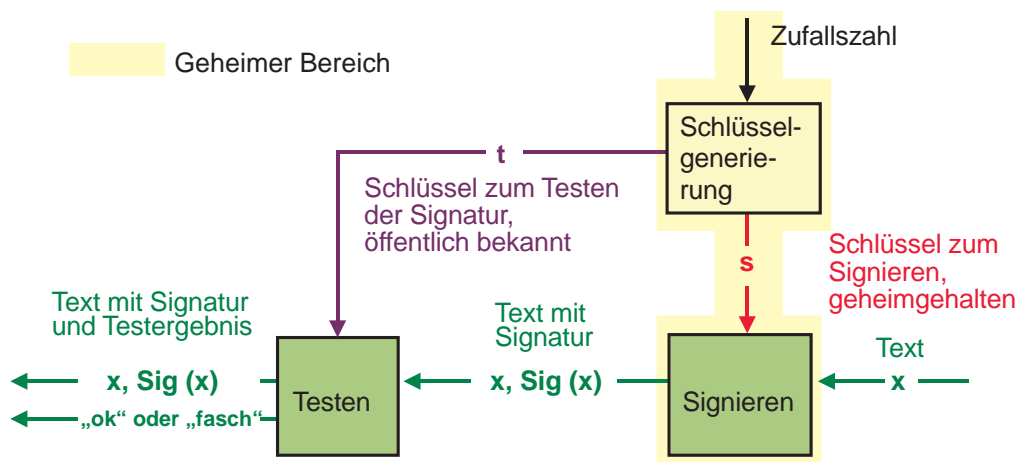 Zufallszahl
Geheimer Bereich
Schlüssel-
generie-
rung
t
Schlüssel zum Testen
der Signatur,
öffentlich bekannt
s
Schlüssel zum
Signieren,
geheimgehalten
Text mit Signatur
und Testergebnis
Text mit
Signatur
Text
x, Sig (x)
Testen
x, Sig (x)
Signieren
x
„ok“ oder „fasch“